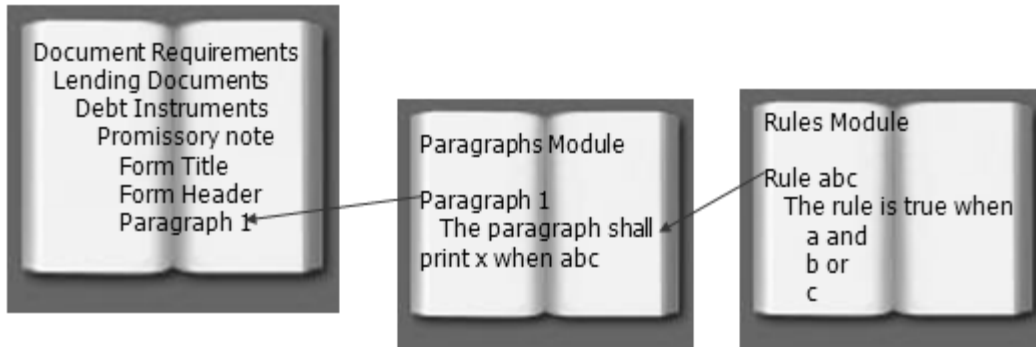 Document Requirements
Lending Documents
Debt Instruments
Promissory note
Form Title
Form Header
Paragraph 1
Paragraphs Module
Paragraph 1
The paragraph shall
print x when abc
Rules Module
Rule abc
The rule is true when
a and
b or
c